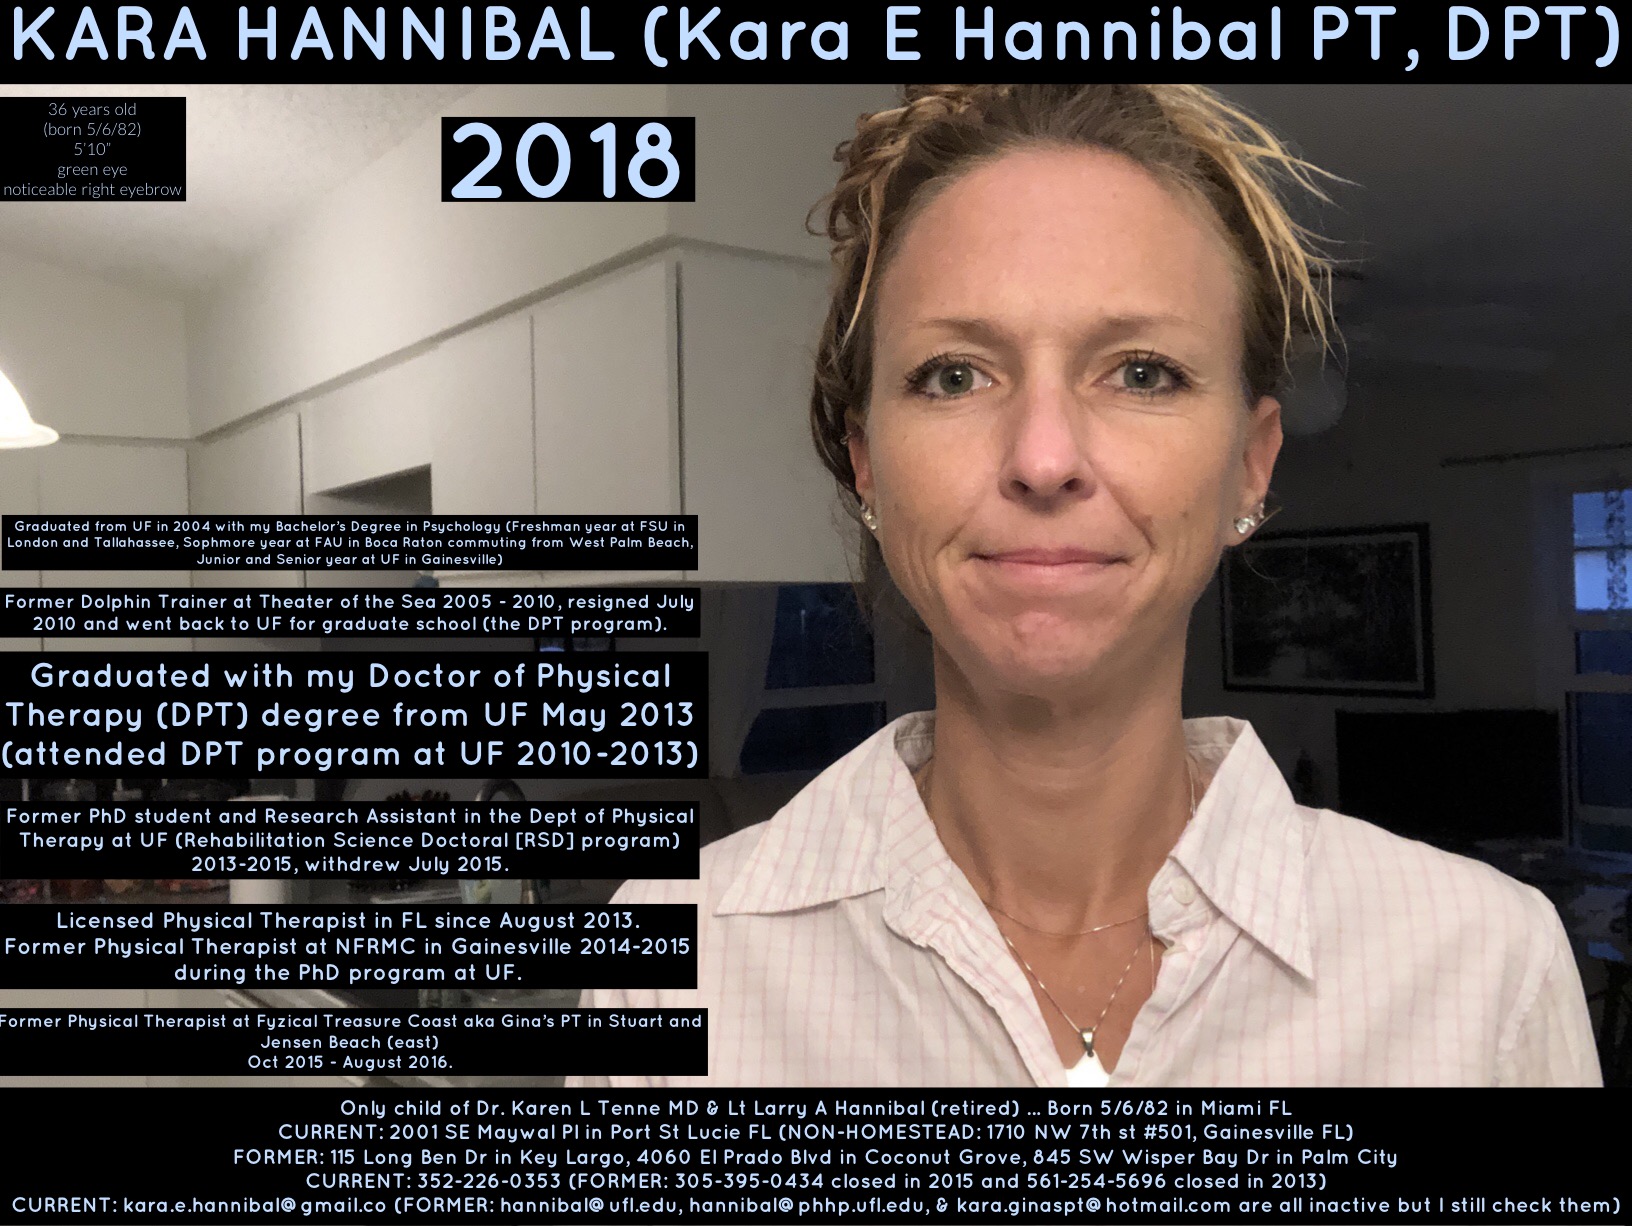 KARA HANNIBAL (Kara E Hannibal PT, DPT)
36 years old
(born 5/6/82)
5'10"
green eye
noticeable right eyebrow
2018
Graduated from UF in 2004 with my Bachelor's Degree in Psychology (Freshman year at FSU in
London and Tallahassee, Sophmore year at FAU in Boca Raton commuting from West Palm Beach,
Junior and Senior year at UF in Gainesville)
Former Dolphin Trainer at Theater of the Sea 2005 - 2010, resigned July
2010 and went back to UF for graduate school (the DPT program).
Graduated with my Doctor of Physical
Therapy (DPT) degree from UF May 2013
(attended DPT program at UF 2010-2013)
Former PhD student and Research Assistant in the Dept of Physical
Therapy at UF (Rehabilitation Science Doctoral [RSD] program)
2013-2015, withdrew July 2015.
Licensed Physical Therapist in FL since August 2013.
Former Physical Therapist at NFRMC in Gainesville 2014-2015
during the PhD program at UF.
Former Physical Therapist at Fyzical Treasure Coast aka Gina's PT in Stuart and
Jensen Beach (east)
Oct 2015 - August 2016.
Only child of Dr. Karen L Tenne MD & Lt Larry A Hannibal (retired) ... Born 5/6/82 in Miami FL
CURRENT: 2001 SE Maywal Pl in Port St Lucie FL (NON-HOMESTEAD: 1710 NW 7th st #501, Gainesville FL)
FORMER: 115 Long Ben Dr in Key Largo, 4060 El Prado Blvd in Coconut Grove, 845 SW Wisper Bay Dr in Palm City
CURRENT: 352-226-0353 (FORMER: 305-395-0434 closed in 2015 and 561-254-5696 closed in 2013)
CURRENT: kara.e.hannibal@gmail.co (FORMER: hannibal@ufl.edu, hannibal@phhp.ufl.edu, & kara.ginaspt@hotmail.com are all inactive but I still check them)